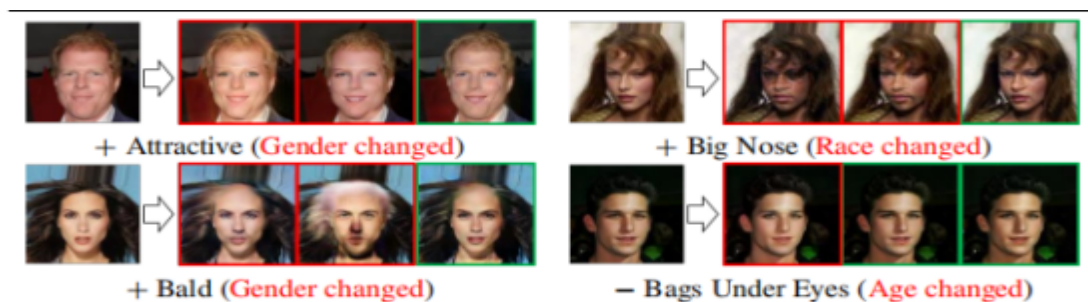 + Attractive (Gender changed)
+ Big Nose (Race changed)
+ Bald (Gender changed)
− Bags Under Eyes (Age changed)